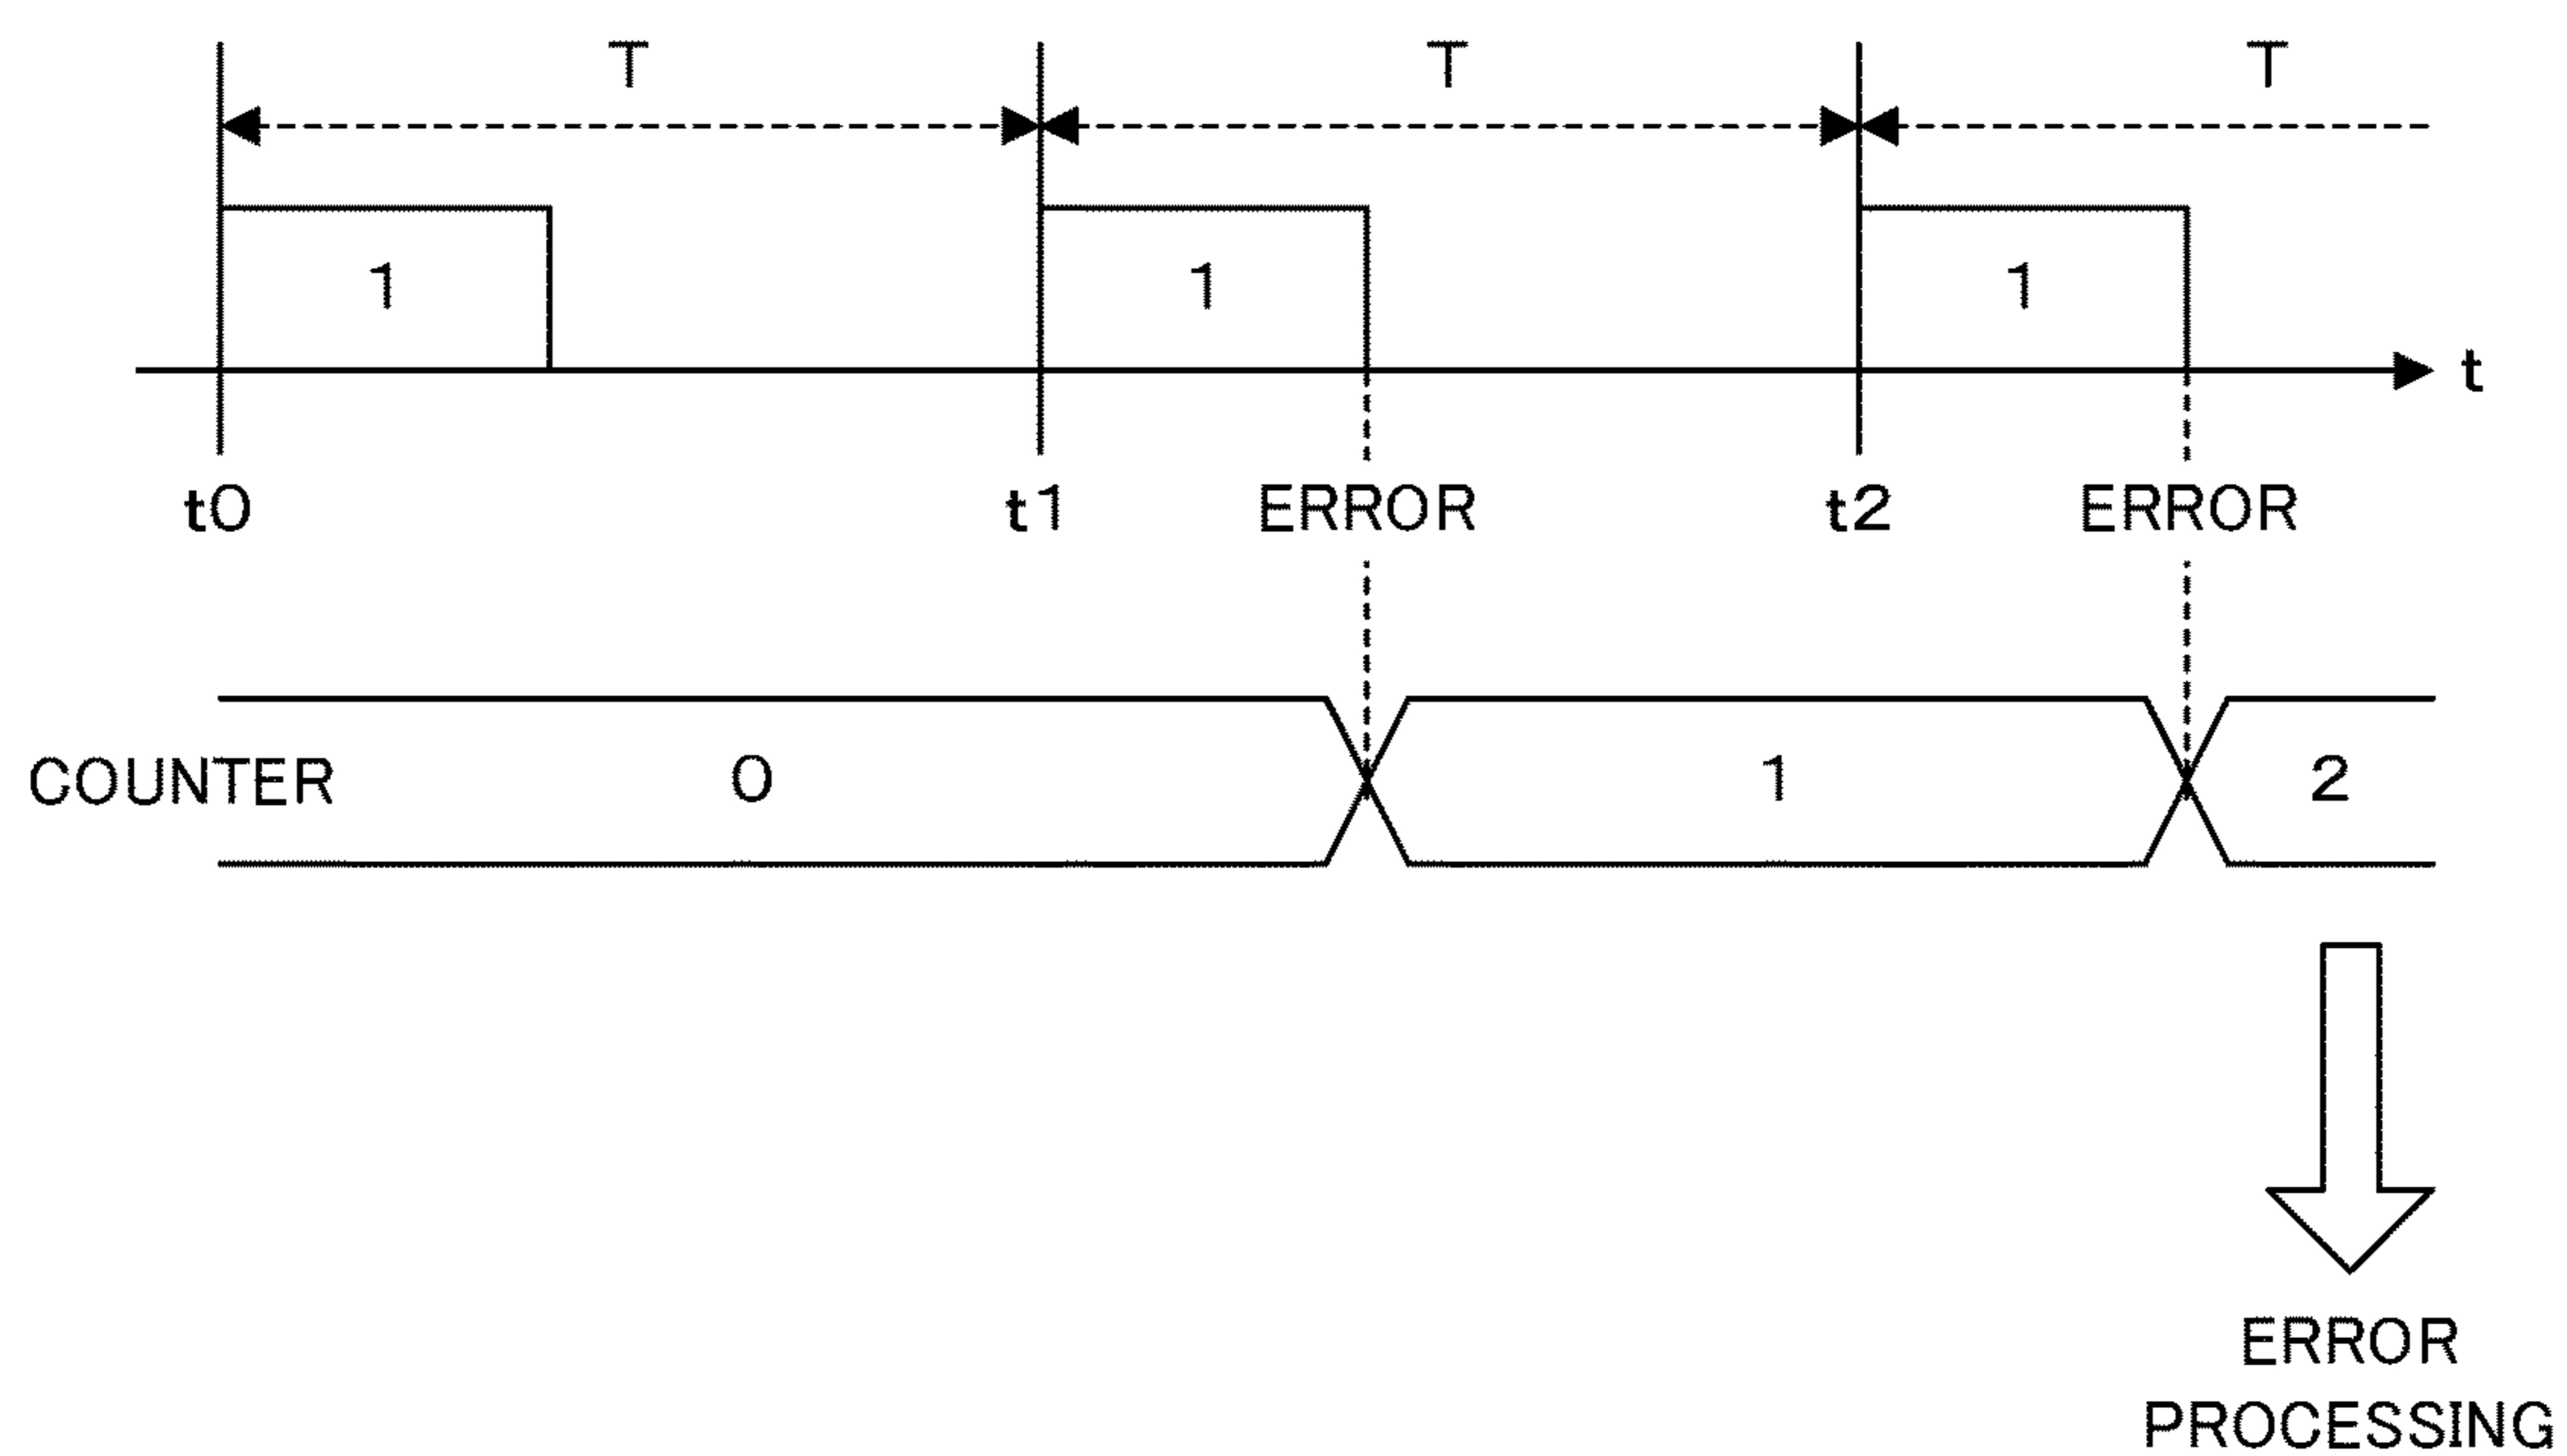 T T T
1 1 1
t
t0 t1 ERROR t2 ERROR
COUNTER 0 1 2
ERROR
PROCESSING